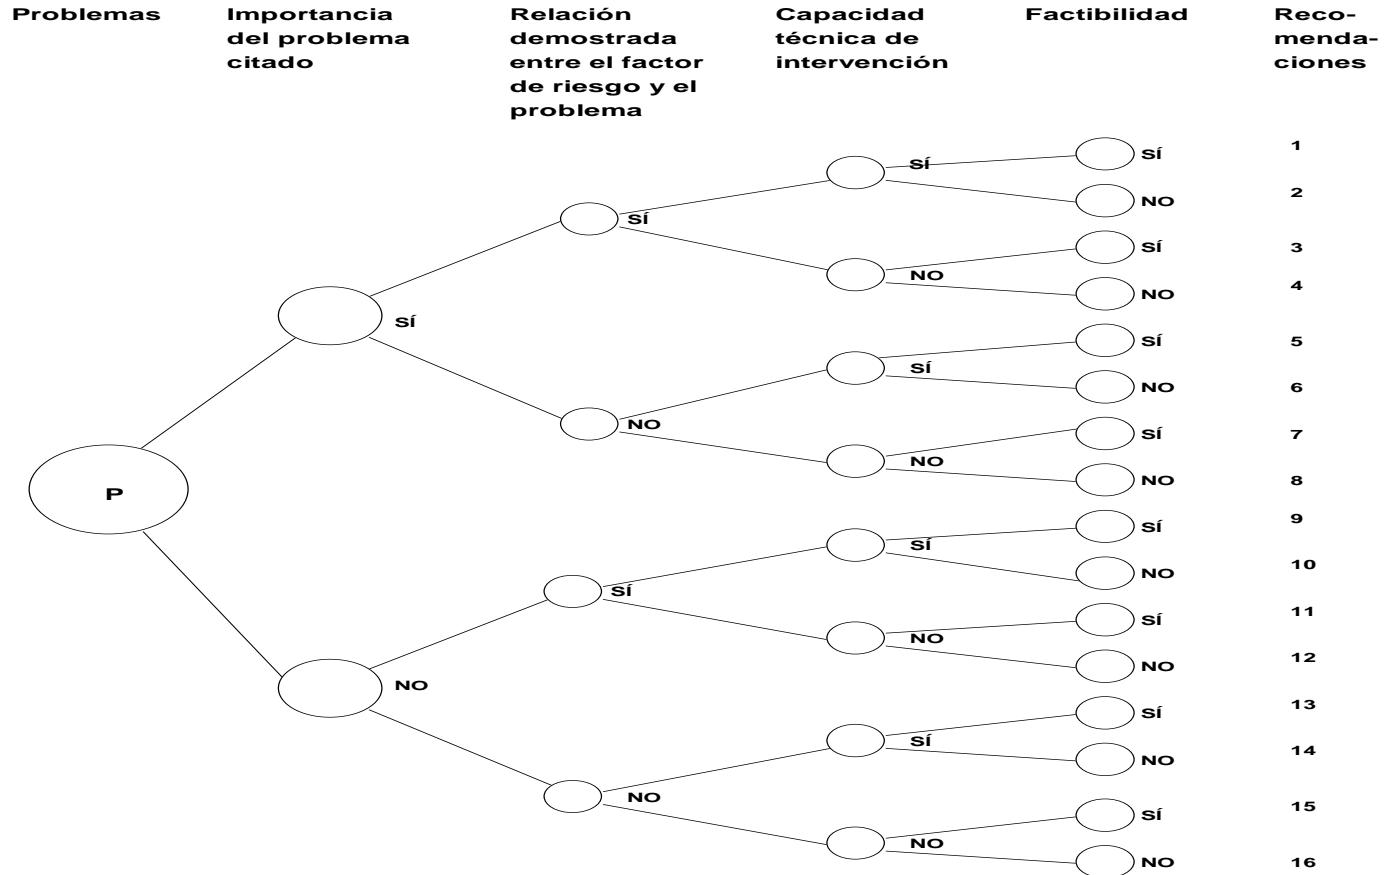 Problemas
Importancia
del problema
citado
Relación
demostrada
entre el factor
de riesgo y el
problema
Capacidad
técnica de
intervención
Factibilidad
Reco-
menda-
ciones
SÍ
SÍ
1
NO
2
SÍ
SÍ
3
NO
NO
4
SÍ
SÍ
5
SÍ
NO
6
NO
SÍ
7
NO
NO
8
P
SÍ
9
SÍ
NO
10
SÍ
SÍ
11
NO
NO
12
NO
SÍ
13
SÍ
NO
14
NO
SÍ
15
NO
NO
16